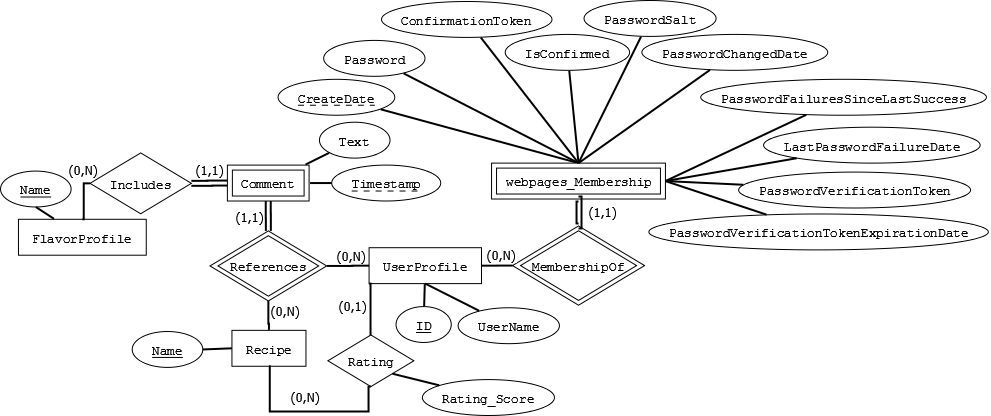 ConfirmationToken
PasswordSalt
IsConfirmed
PasswordChangedDate
Password
CreateDate
PasswordFailuresSinceLastSuccess
Text
LastPasswordFailureDate
(0,N)
(1,1)
Name
Includes
Comment
Timestamp
webpages_Membership
PasswordVerificationToken
(1,1)
(1,1)
FlavorProfile
PasswordVerificationTokenExpirationDate
References
(0,N)
UserProfile
(0,N)
MembershipOf
(0,N)
(0,1)
ID
UserName
Name
Recipe
Rating
(0,N)
Rating_Score